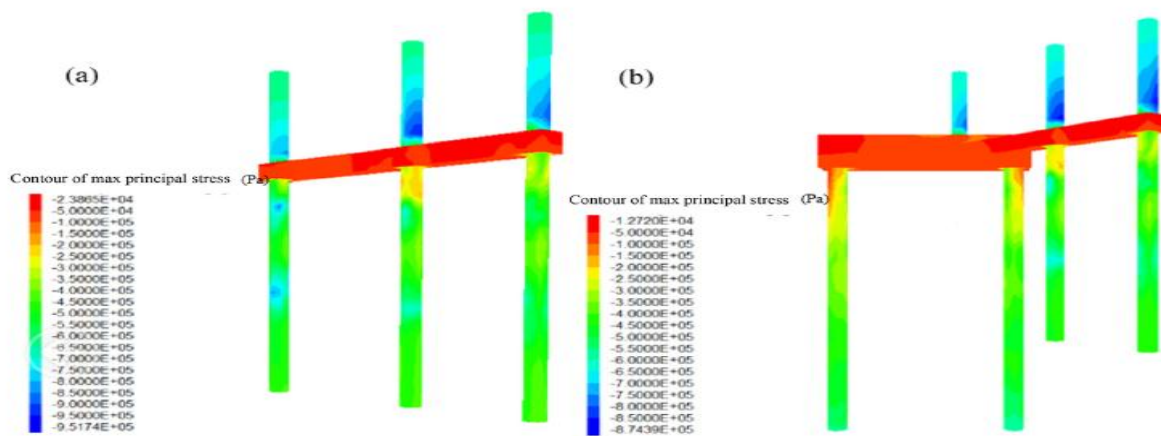 (a)
(b)
Contour of max principal stress (Pa)
-2.3865E+04
-5.0000E+04
-1.0000E+05
-1.5000E+05
-2.0000E+05
-2.5000E+05
-3.0000E+05
-3.5000E+05
-4.0000E+05
-4.5000E+05
-5.0000E+05
-5.5000E+05
-6.0000E+05
-6.5000E+05
-7.0000E+05
-7.5000E+05
-8.0000E+05
-8.5000E+05
-9.0000E+05
-9.5000E+05
-9.5174E+05
Contour of max principal stress (Pa)
-1.2720E+04
-5.0000E+04
-1.0000E+05
-1.5000E+05
-2.0000E+05
-2.5000E+05
-3.0000E+05
-3.5000E+05
-4.0000E+05
-4.5000E+05
-5.0000E+05
-5.5000E+05
-6.0000E+05
-6.5000E+05
-7.0000E+05
-7.5000E+05
-8.0000E+05
-8.5000E+05
-8.7439E+05